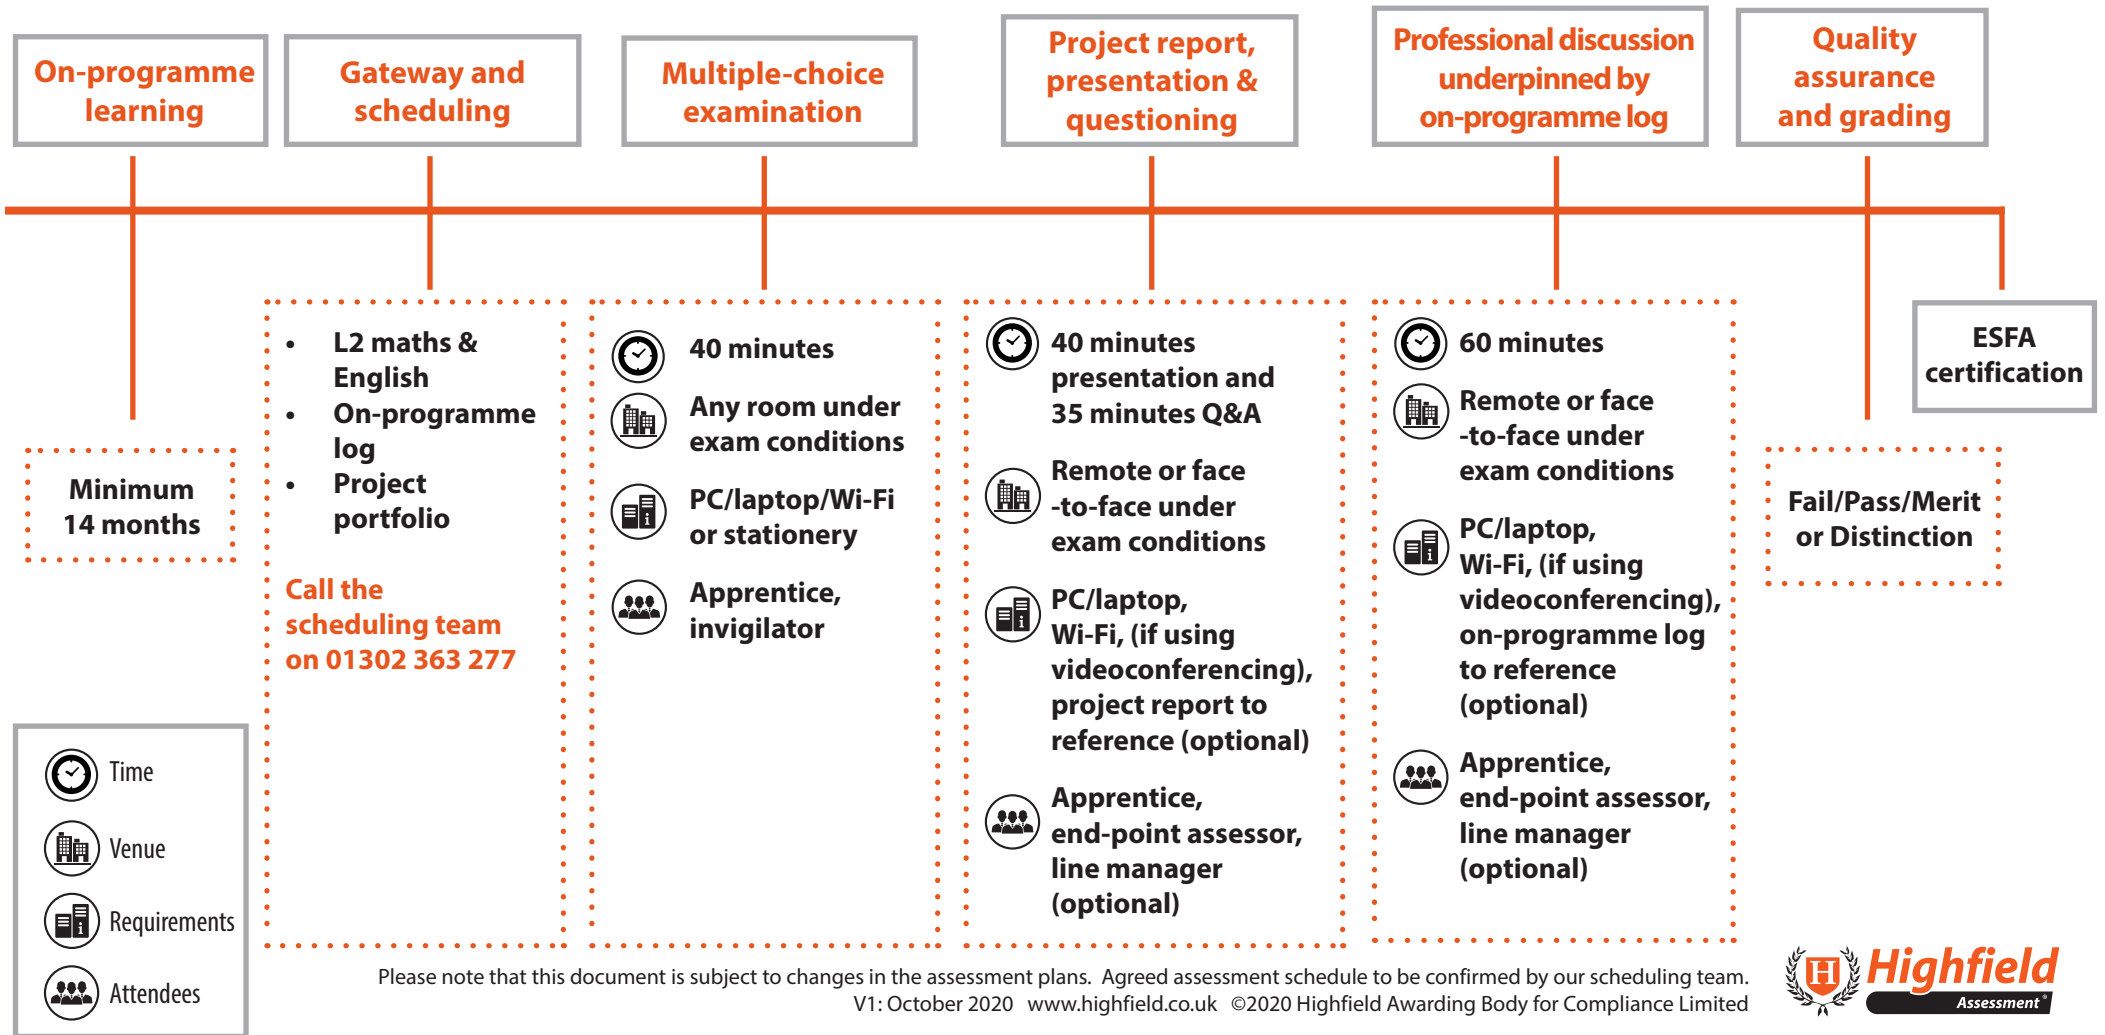 On-programme
learning
Gateway and
scheduling
Multiple-choice
examination
Project report,
presentation &
questioning
Professional discussion
underpinned by
on-programme log
Quality
assurance
and grading
Minimum
14 months
• L2 maths &
English
• On-programme
log
• Project
portfolio
Call the
scheduling team
on 01302 363 277
40 minutes
Any room under
exam conditions
PC/laptop/Wi-Fi
or stationery
Apprentice,
invigilator
40 minutes
presentation and
35 minutes Q&A
Remote or face
-to-face under
exam conditions
PC/laptop,
Wi-Fi, (if using
videoconferencing),
project report to
reference (optional)
Apprentice,
end-point assessor,
line manager
(optional)
60 minutes
Remote or face
-to-face under
exam conditions
PC/laptop,
Wi-Fi, (if using
videoconferencing),
on-programme log
to reference
(optional)
Apprentice,
end-point assessor,
line manager
(optional)
Fail/Pass/Merit
or Distinction
ESFA
certification
Time
Venue
Requirements
Attendees
Please note that this document is subject to changes in the assessment plans. Agreed assessment schedule to be confirmed by our scheduling team.
V1: October 2020 www.highfield.co.uk ©2020 Highfield Awarding Body for Compliance Limited
H
Highfield
Assessment®